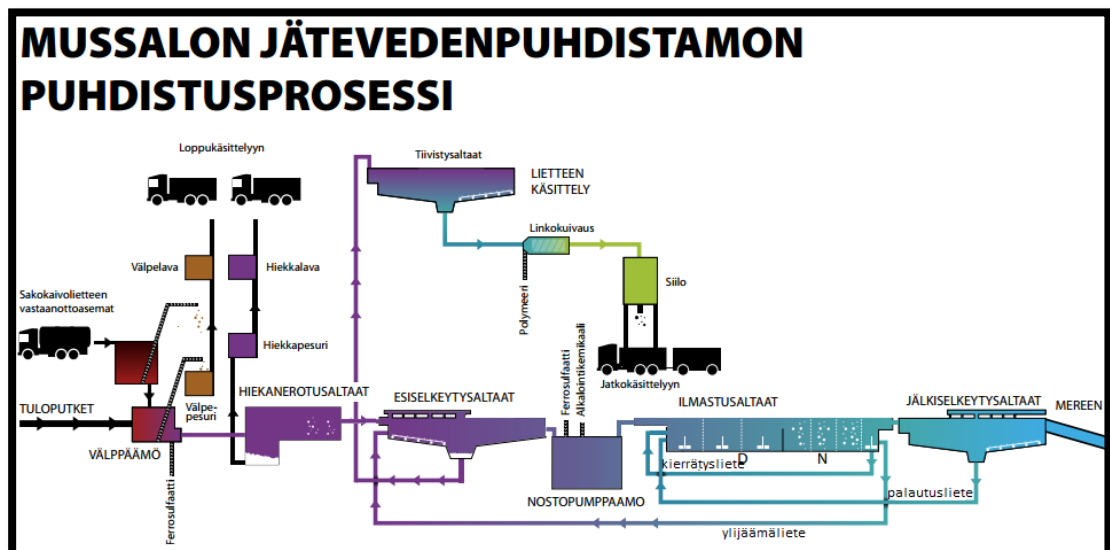 MUSSALON JÄTEVEDENPUHDISTAMON
PUHDISTUSPROSESSI
Loppukäsittelyyn
Tiivistysaltaat
LIETTEEN
KÄSITTELY
Linkokuivaus
Välpelava
Hiekkalava
Siilo
Sakokaivolietteen
vastaanottoasemat
Polymeeri
Hiekkapesuri
Ferrosulfaatti
Alkalointikemikaali
Jatkokäsittelyyn
TULOPUTKET
Välpe-
pesuri
HIEKANEROTUSALTAAT
ESISELKEYTYSALTAAT
ILMASTUSALTAAT
JÄLKISELKEYTYSALTAAT
MEREEN
VÄLPPÄÄMÖ
D
N
kierrätysliete
NOSTOPUMPPAAMO
palautusliete
Ferrosulfaatti
ylijäämäliete